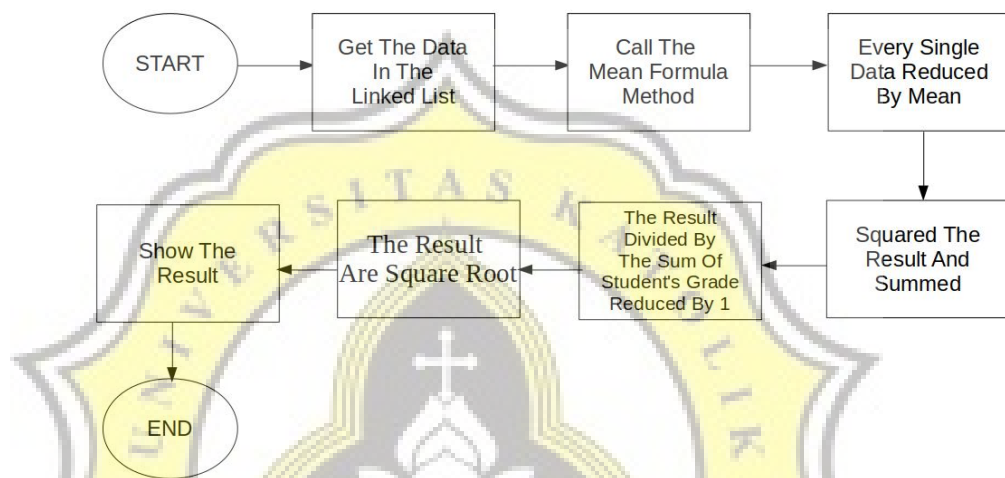 START
Get The Data
In The
Linked List
Call The
Mean Formula
Method
Every Single
Data Reduced
By Mean
Squared The
Result And
Summed
The Result
Divided By
The Sum Of
Student's Grade
Reduced By 1
The Result
Are Square Root
Show The
Result
END
UNIVERSITAS KATOLIK